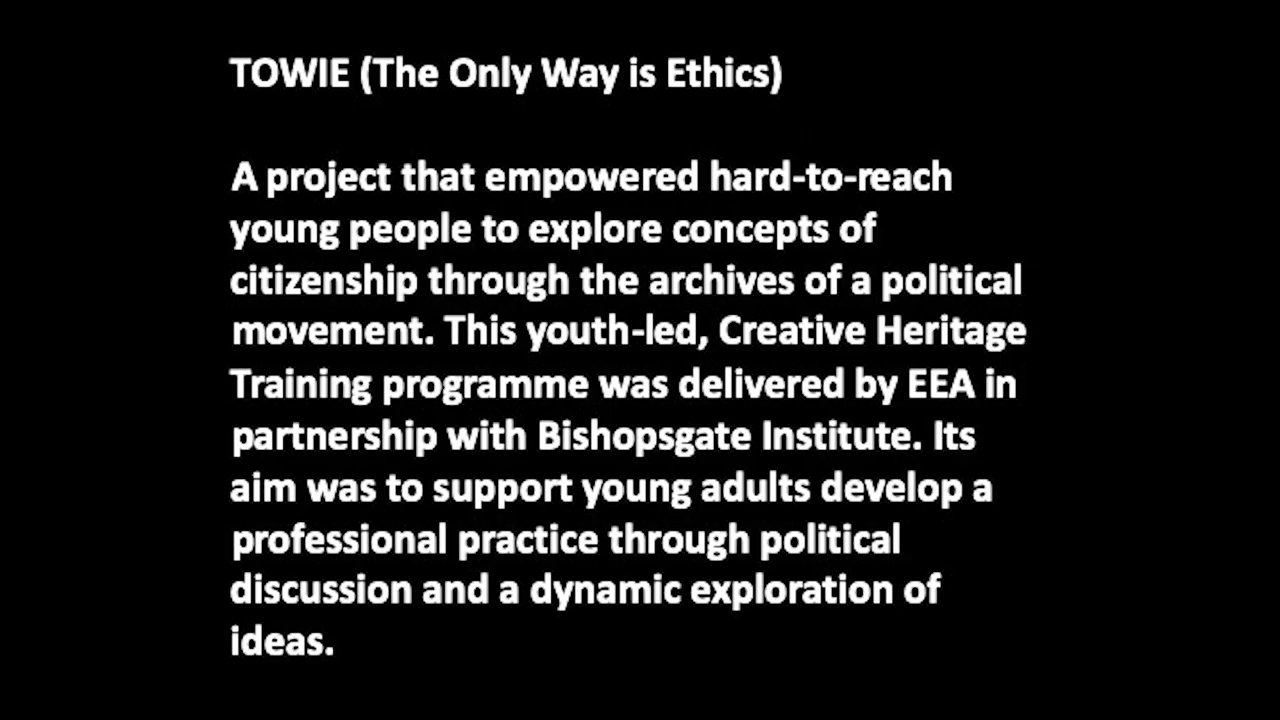 TOWIE (The Only Way is Ethics)
A project that empowered hard-to-reach
young people to explore concepts of
citizenship through the archives of a political
movement. This youth-led, Creative Heritage
Training programme was delivered by EEA in
partnership with Bishopsgate Institute. Its
aim was to support young adults develop a
professional practice through political
discussion and a dynamic exploration of
ideas.